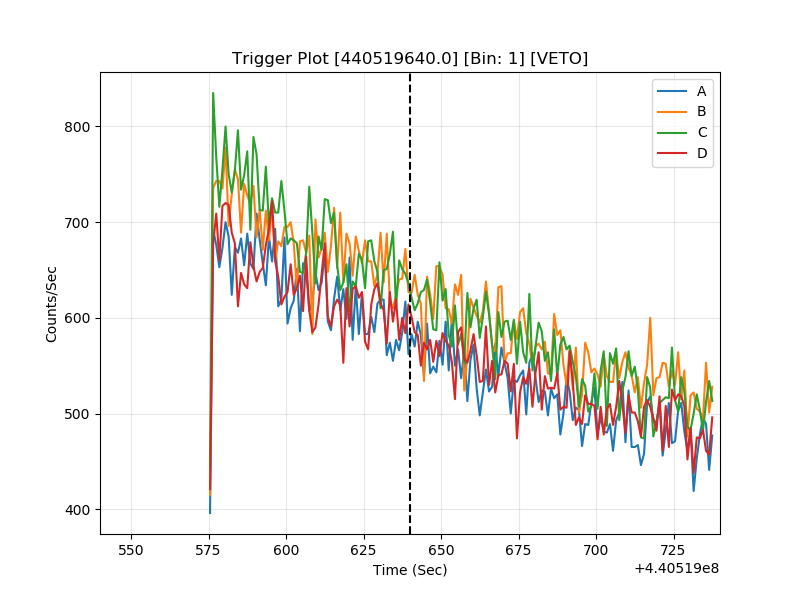 Trigger Plot [440519640.0] [Bin: 1] [VETO]
A
B
C
D
800
700
600
500
400
Counts/Sec
550
575
600
625
650
675
700
725
+4.40519e8
Time (Sec)